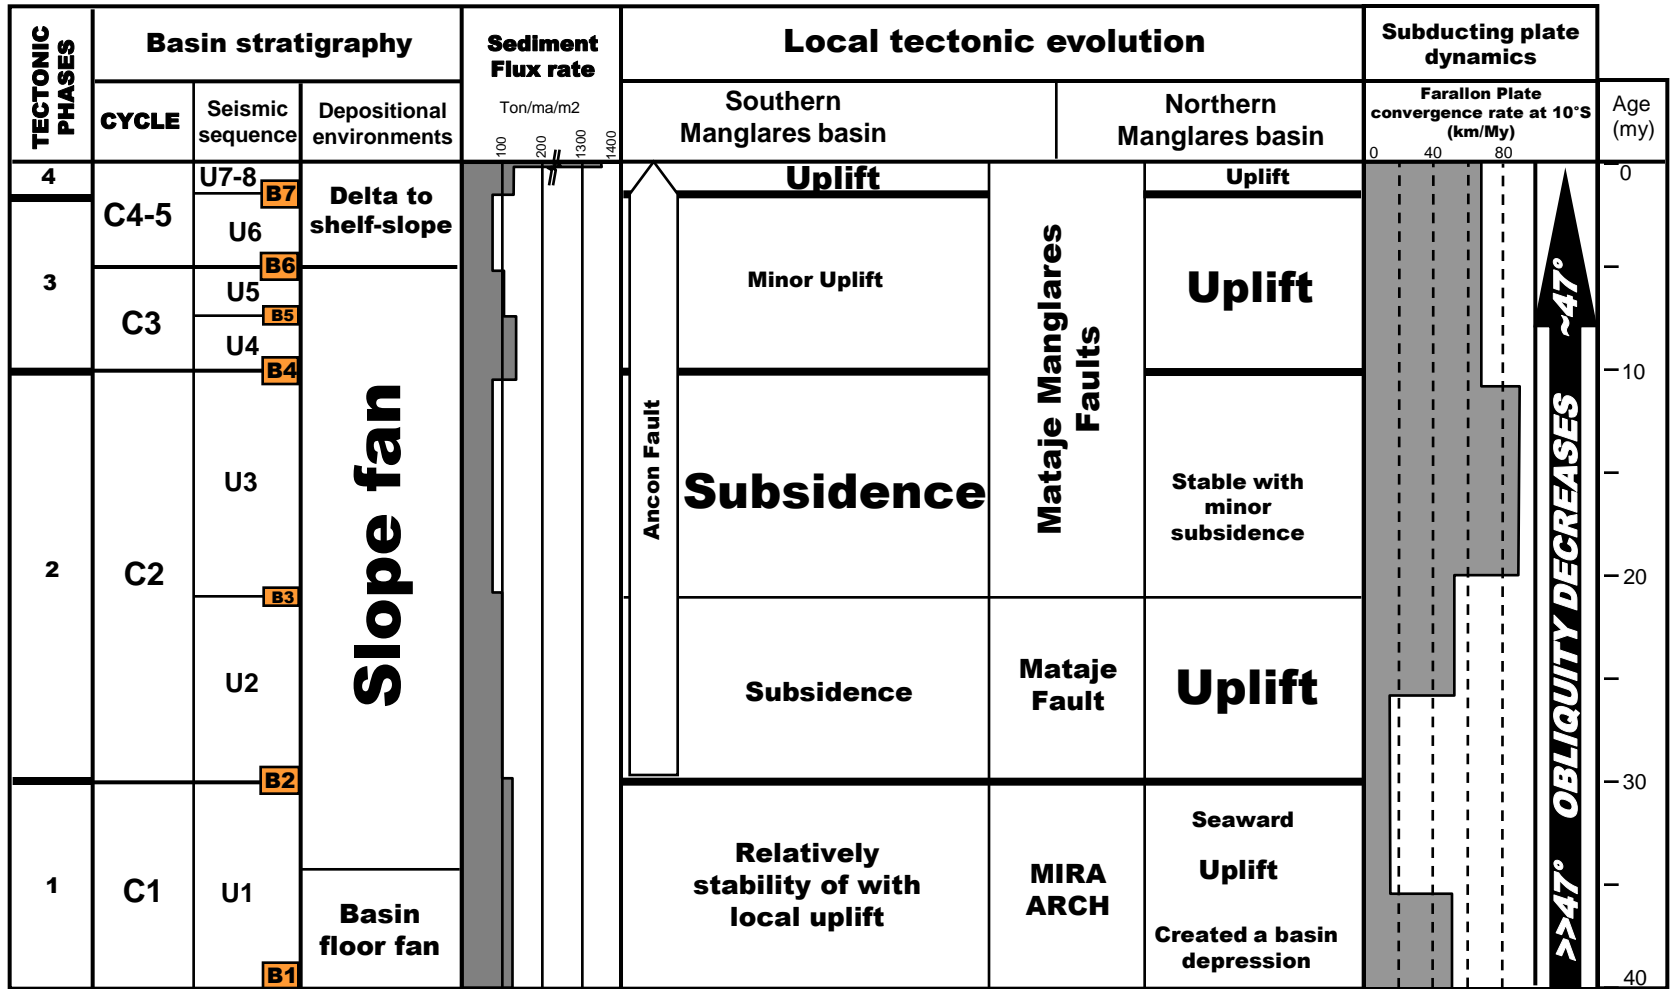 TECTONIC
PHASES
Basin stratigraphy
Sediment
Flux rate
Local tectonic evolution
Subducting plate
dynamics
CYCLE
Seismic
sequence
Depositional
environments
Ton/ma/m2
100
200
1300
1400
Southern
Manglares basin
Northern
Manglares basin
Farallon Plate
convergence rate at 10°S
(km/My)
0 40 80
Age
(my)
4
3
2
1
C4-5
C3
C2
C1
U7-8
B7
U6
B6
U5
B5
U4
B4
U3
B3
U2
B2
U1
B1
Delta to
shelf-slope
Slope fan
Basin
floor fan
Ancon Fault
Uplift
Minor Uplift
Subsidence
Subsidence
Relatively
stability of with
local uplift
Mataje Manglares
Faults
Mataje
Fault
MIRA
ARCH
Uplift
Uplift
Stable with
minor
subsidence
Uplift
Seaward
Uplift
Created a basin
depression
>>47° OBLIQUITY DECREASES ~47°
0
10
20
30
40